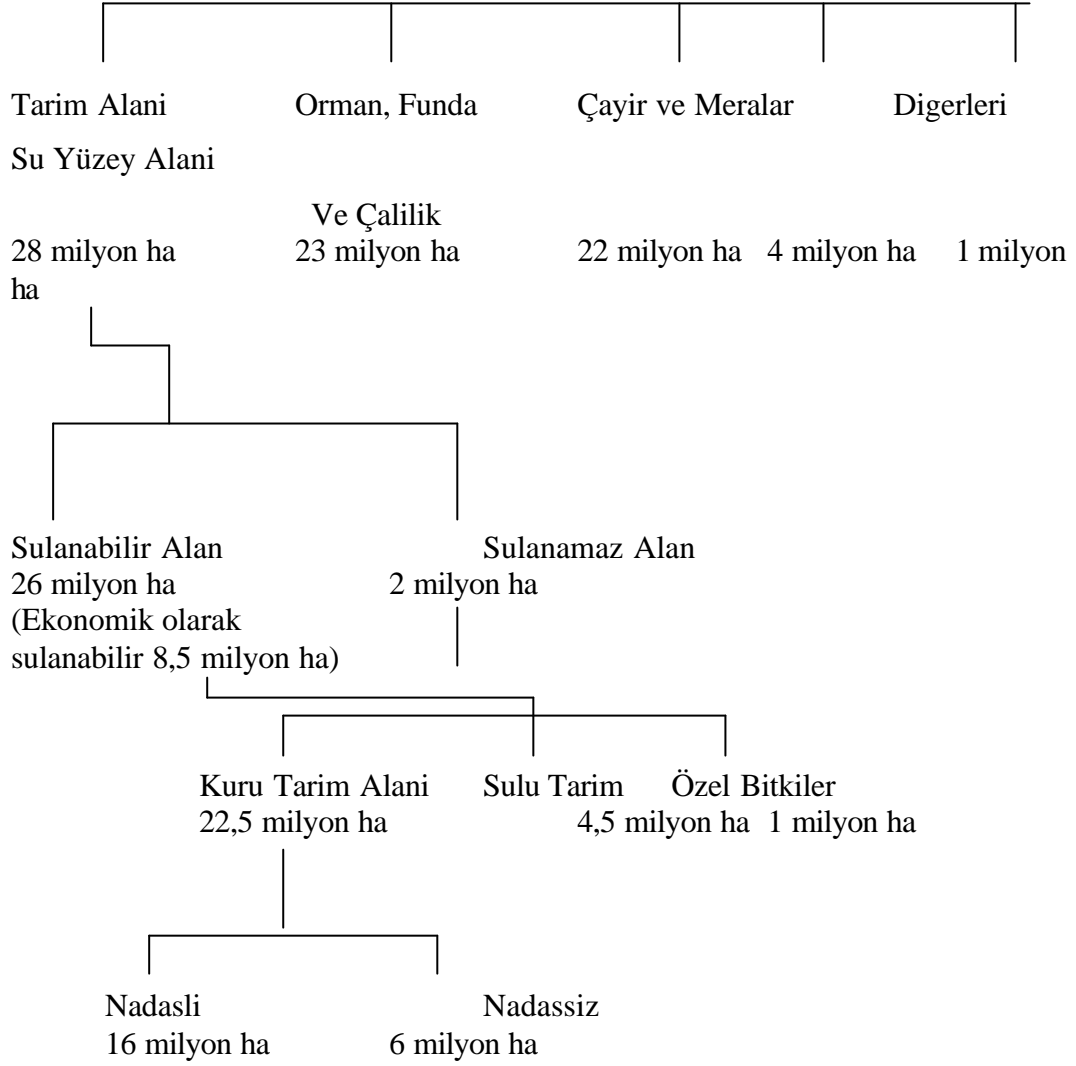 Tarim Alani Orman, Funda Çayir ve Meralar Digerleri
Su Yüzey Alani
Ve Çalilik
28 milyon ha 23 milyon ha 22 milyon ha 4 milyon ha 1 milyon
ha
Sulanabilir Alan Sulanamaz Alan
26 milyon ha 2 milyon ha
(Ekonomik olarak
sulanabilir 8,5 milyon ha)
Kuru Tarim Alani Sulu Tarim Özel Bitkiler
22,5 milyon ha 4,5 milyon ha 1 milyon ha
Nadasli Nadassiz
16 milyon ha 6 milyon ha